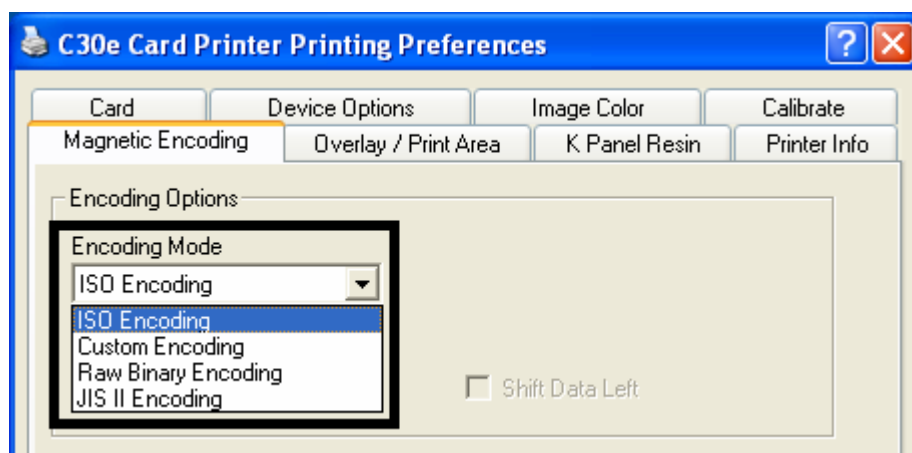 C30e Card Printer Printing Preferences
Card Device Options Image Color Calibrate
Magnetic Encoding Overlay / Print Area K Panel Resin Printer Info
Encoding Options
Encoding Mode
ISO Encoding
ISO Encoding
Custom Encoding
Raw Binary Encoding
JIS II Encoding
Shift Data Left